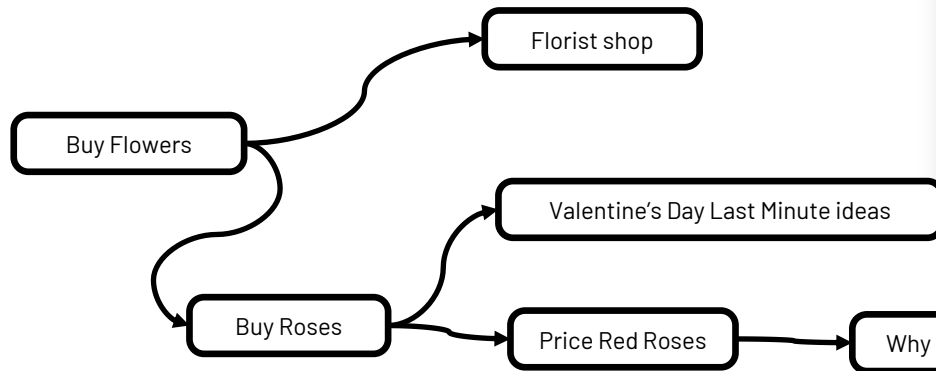 Florist shop
Buy Flowers
Valentine’s Day Last Minute ideas
Buy Roses
Price Red Roses
Why